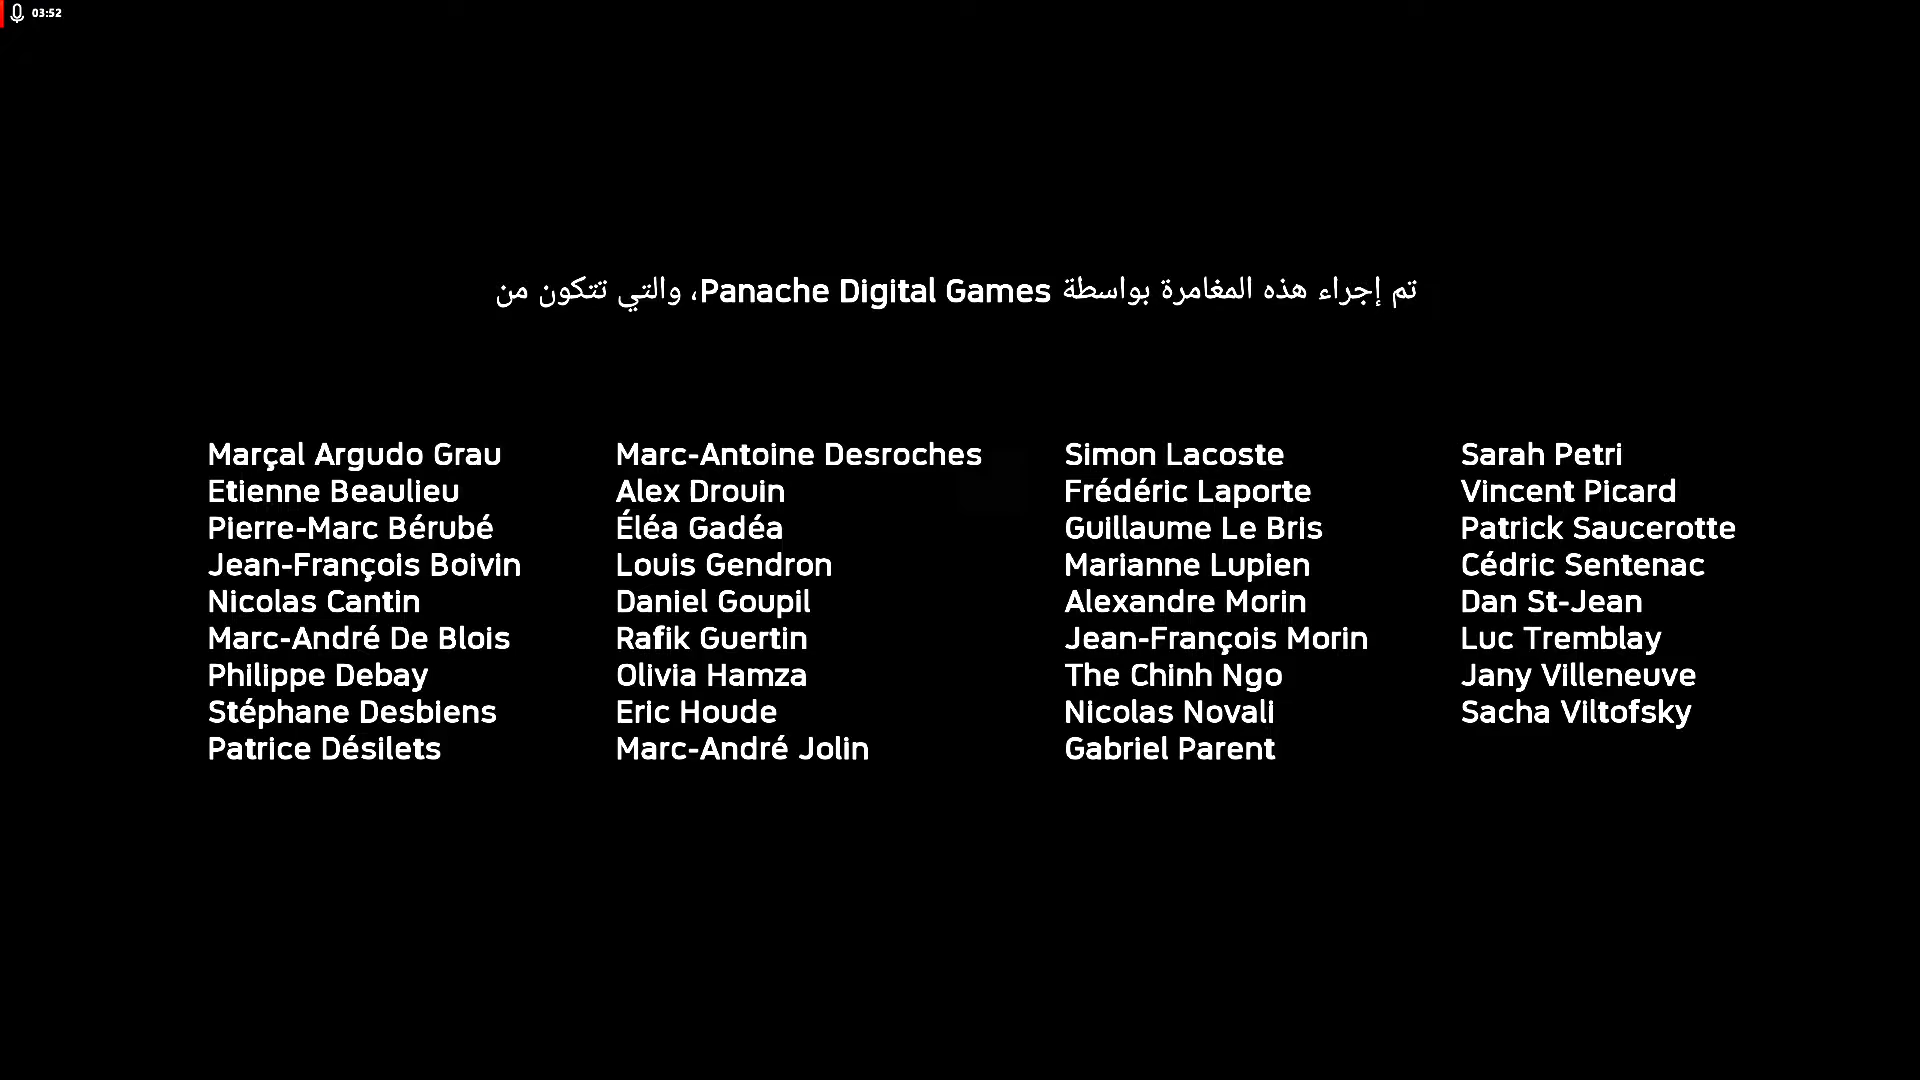 03:52
تم إجراء هذه المغامرة بواسطة Panache Digital Games، والتي تتكون من
Marçal Argudo Grau
Etienne Beaulieu
Pierre-Marc Bérubé
Jean-François Boivin
Nicolas Cantin
Marc-André De Blois
Philippe Debay
Stéphane Desbiens
Patrice Désilets
Marc-Antoine Desroches
Alex Drouin
Éléa Gadéa
Louis Gendron
Daniel Goupil
Rafik Guertin
Olivia Hamza
Eric Houde
Marc-André Jolin
Simon Lacoste
Frédéric Laporte
Guillaume Le Bris
Marianne Lupien
Alexandre Morin
Jean-François Morin
The Chinh Ngo
Nicolas Novali
Gabriel Parent
Sarah Petri
Vincent Picard
Patrick Saucerotte
Cédric Sentenac
Dan St-Jean
Luc Tremblay
Jany Villeneuve
Sacha Viltofsky